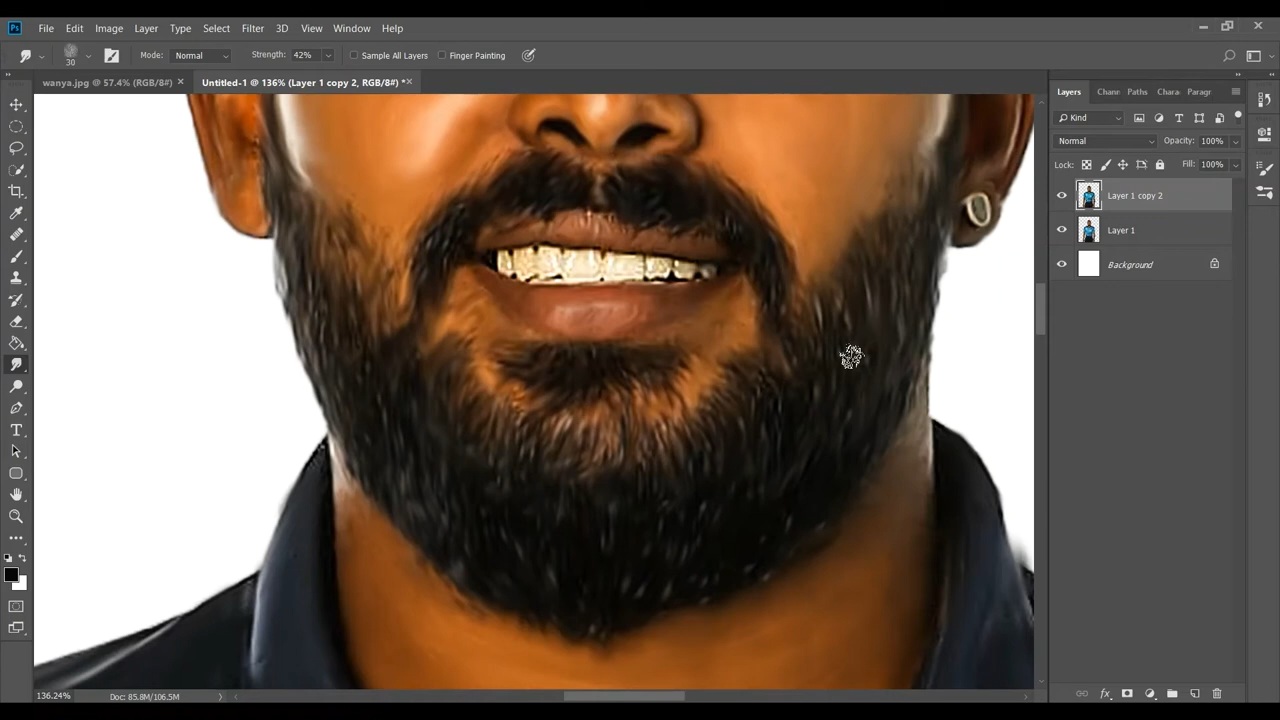 Ps File Edit Image Layer Type Select Filter 3D View Window Help
30 Mode: Normal Strength: 42% Sample All Layers Finger Painting
wanya.jpg @ 57.4% (RGB/8#) × Untitled-1 @ 136% (Layer 1 copy 2, RGB/8#) * ×
Layers Chann Paths Chara Paragr
Kind
Normal Opacity: 100%
Lock: Fill: 100%
Layer 1 copy 2
Layer 1
Background
136.24% Doc: 85.8M/106.5M